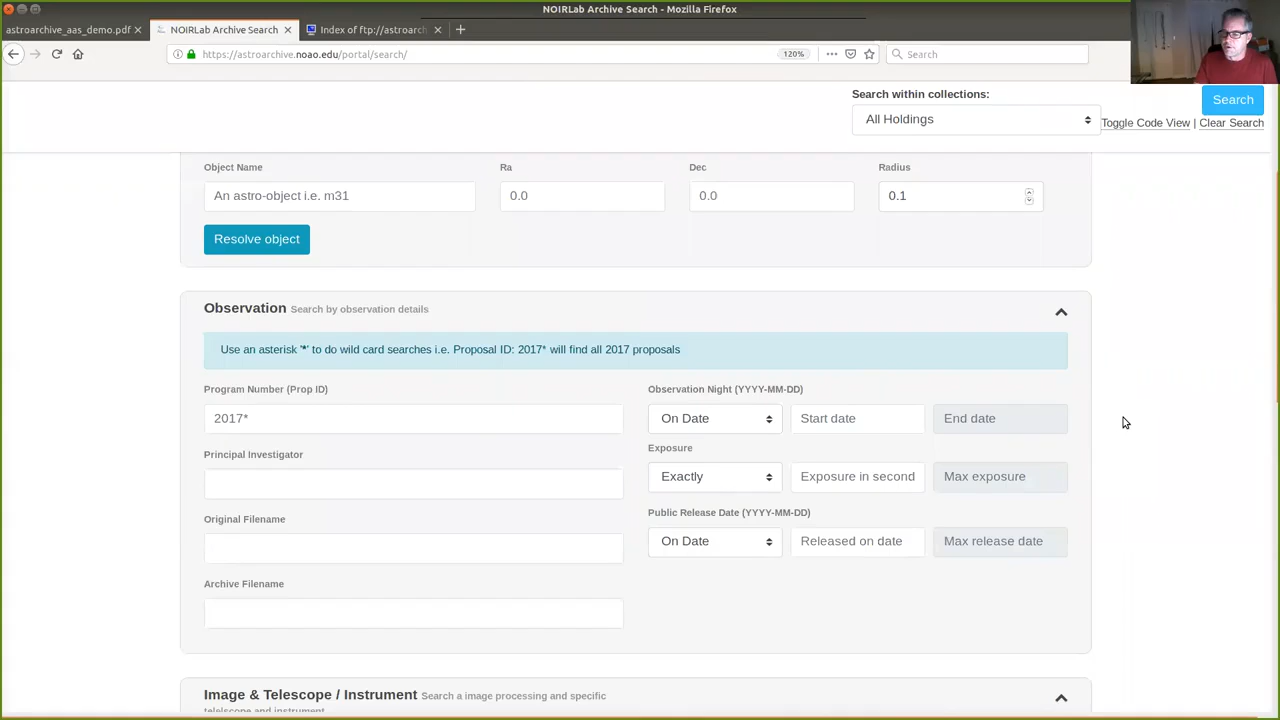 NOIRLab Archive Search - Mozilla Firefox
astroarchive_aas_demo.pdf
NOIRLab Archive Search
Index of ftp://astroarch
https://astroarchive.noao.edu/portal/search/
120%
Search
Search within collections:
All Holdings
Search
Toggle Code View | Clear Search
Object Name
Ra
Dec
Radius
An astro-object i.e. m31
0.0
0.0
0.1
Resolve object
Observation Search by observation details
Use an asterisk '*' to do wild card searches i.e. Proposal ID: 2017* will find all 2017 proposals
Program Number (Prop ID)
2017*
Principal Investigator
Original Filename
Archive Filename
Observation Night (YYYY-MM-DD)
On Date
Start date
End date
Exposure
Exactly
Exposure in second
Max exposure
Public Release Date (YYYY-MM-DD)
On Date
Released on date
Max release date
Image & Telescope / Instrument Search a image processing and specific
telelscope and instrument